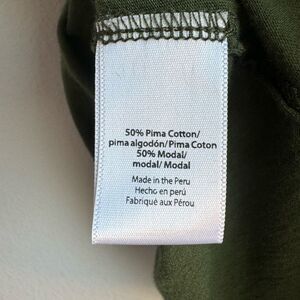 50% Pima Cotton/
pima algodón/Pima Coton
50% Modal/
modal/ Modal
Made in the Peru
Hecho en perú
Fabriqué aux Pérou